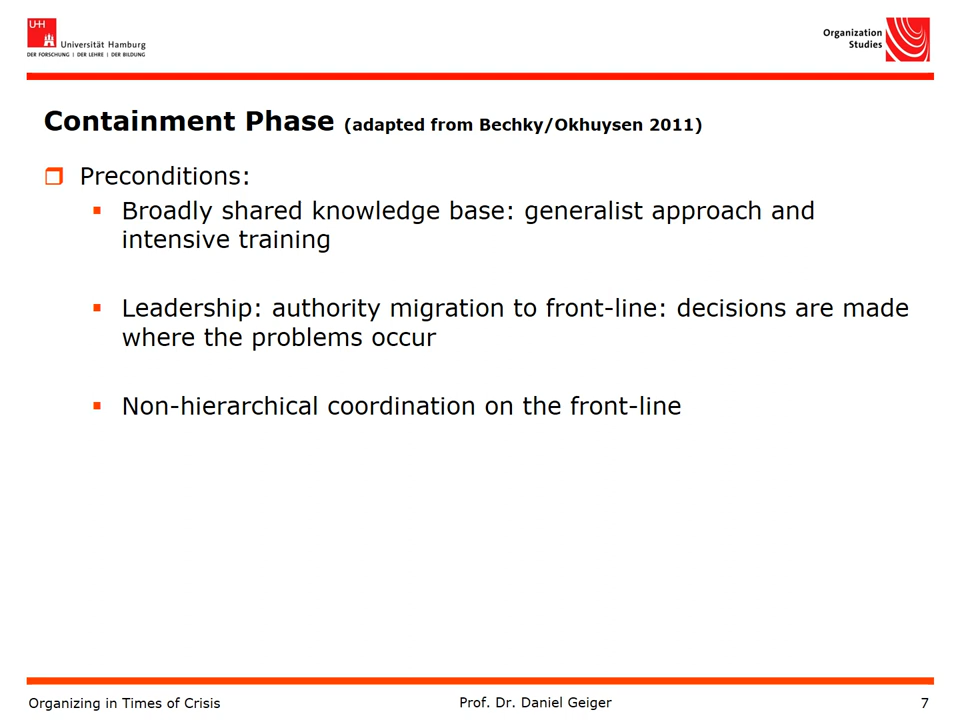 UHH
Universität Hamburg
DER FORSCHUNG | DER LEHRE | DER BILDUNG
Organization
Studies
Containment Phase (adapted from Bechky/Okhuysen 2011)
Preconditions:
Broadly shared knowledge base: generalist approach and
intensive training
Leadership: authority migration to front-line: decisions are made
where the problems occur
Non-hierarchical coordination on the front-line
Organizing in Times of Crisis
Prof. Dr. Daniel Geiger
7